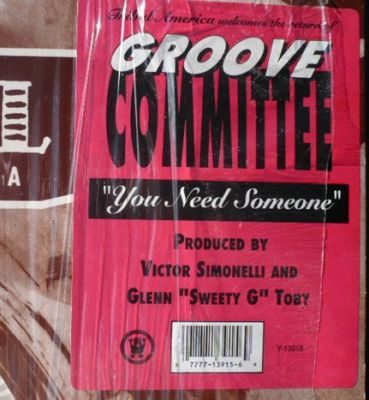 Tribal America welcomes the return of
GROOVE
COMMITTEE
L
A
"You Need Someone"
PRODUCED BY
VICTOR SIMONELLI AND
GLENN "SWEETY G" TOBY
Y-13915
7777-13915-6